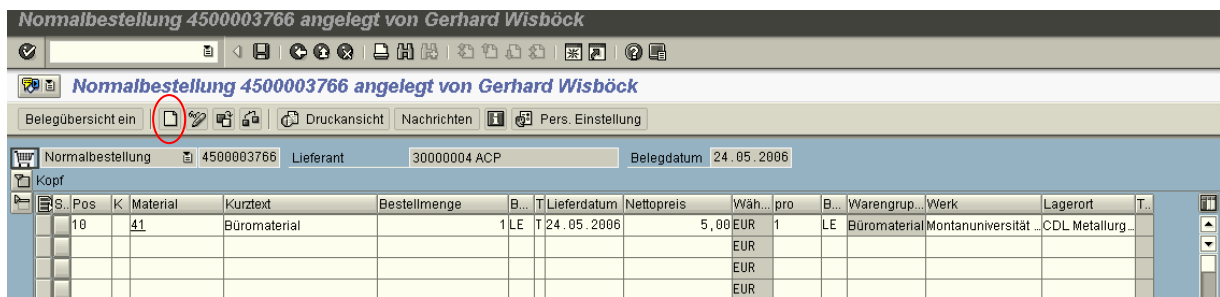 Normalbestellung 4500003766 angelegt von Gerhard Wisböck
Normalbestellung 4500003766 angelegt von Gerhard Wisböck
Belegübersicht ein Druckansicht Nachrichten Pers. Einstellung
Normalbestellung 4500003766 Lieferant 30000004 ACP Belegdatum 24.05.2006
Kopf
S.. Pos K Material Kurztext Bestellmenge B... T Lieferdatum Nettopreis Wäh... pro B... Warengrup... Werk Lagerort T..
10 41 Büromaterial 1 LE T 24.05.2006 5,00 EUR 1 LE Büromaterial Montanuniversität ... CDL Metallurg...
EUR
EUR
EUR